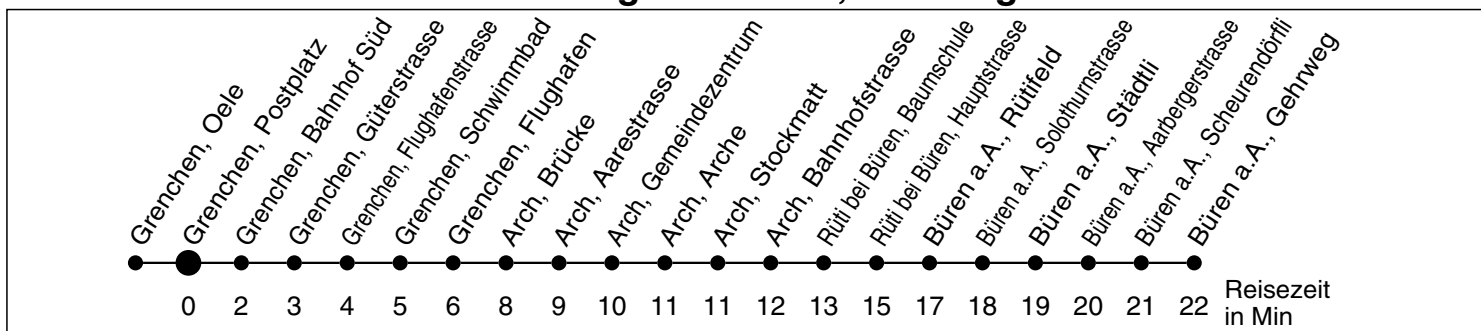 Grenchen, Oele
Grenchen, Postplatz
Grenchen, Bahnhof Süd
Grenchen, Güterstrasse
Grenchen, Flughafenstrasse
Grenchen, Schwimmbad
Grenchen, Flughafen
Arch, Brücke
Arch, Aarestrasse
Arch, Gemeindezentrum
Arch, Arche
Arch, Stockmatt
Arch, Bahnhofstrasse
Rüti bei Büren, Baumschule
Rüti bei Büren, Hauptstrasse
Büren a.A., Rütifeld
Büren a.A., Solothurnstrasse
Büren a.A., Städtli
Büren a.A., Aarbergerstrasse
Büren a.A., Scheurendörfli
Büren a.A., Gehrweg
0 2 3 4 5 6 8 9 10 11 11 12 13 15 17 18 19 20 21 22
Reisezeit
in Min